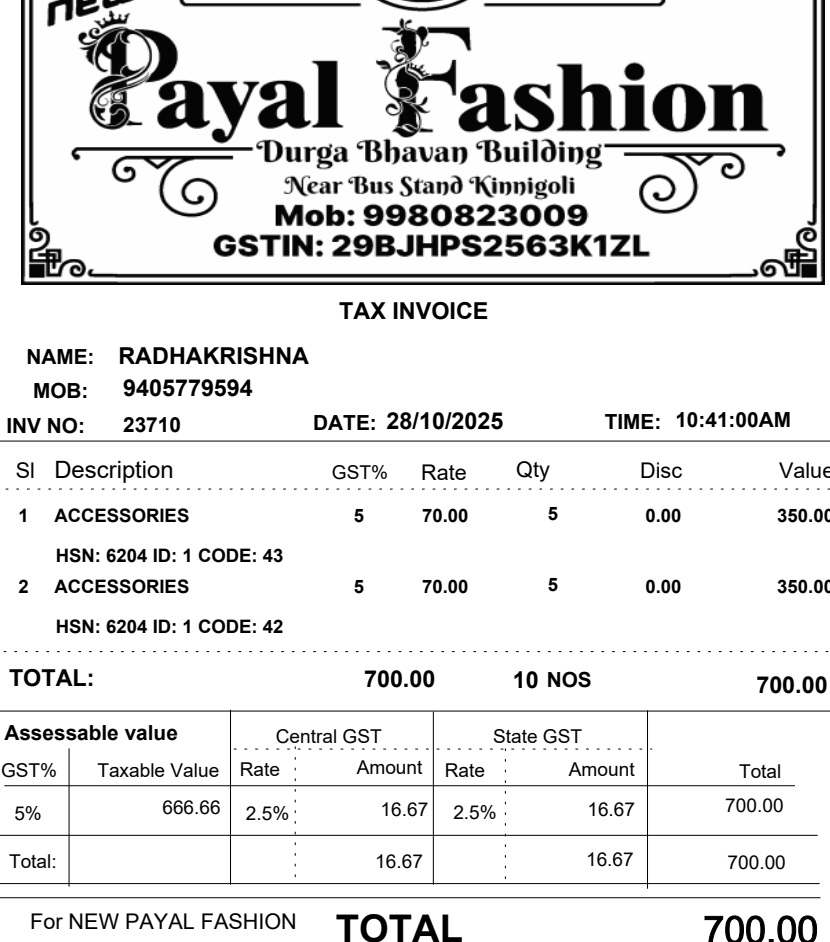 new
Payal Fashion
Durga Bhavan Building
Near Bus Stand Kinnigoli
Mob: 9980823009
GSTIN: 29BJHPS2563K1ZL
TAX INVOICE
NAME: RADHAKRISHNA
MOB: 9405779594
INV NO: 23710 DATE: 28/10/2025 TIME: 10:41:00AM
Sl Description GST% Rate Qty Disc Value
1 ACCESSORIES 5 70.00 5 0.00 350.00
HSN: 6204 ID: 1 CODE: 43
2 ACCESSORIES 5 70.00 5 0.00 350.00
HSN: 6204 ID: 1 CODE: 42
TOTAL: 700.00 10 NOS 700.00
Assessable value Central GST State GST
GST% Taxable Value Rate Amount Rate Amount Total
5% 666.66 2.5% 16.67 2.5% 16.67 700.00
Total: 16.67 16.67 700.00
For NEW PAYAL FASHION TOTAL 700.00